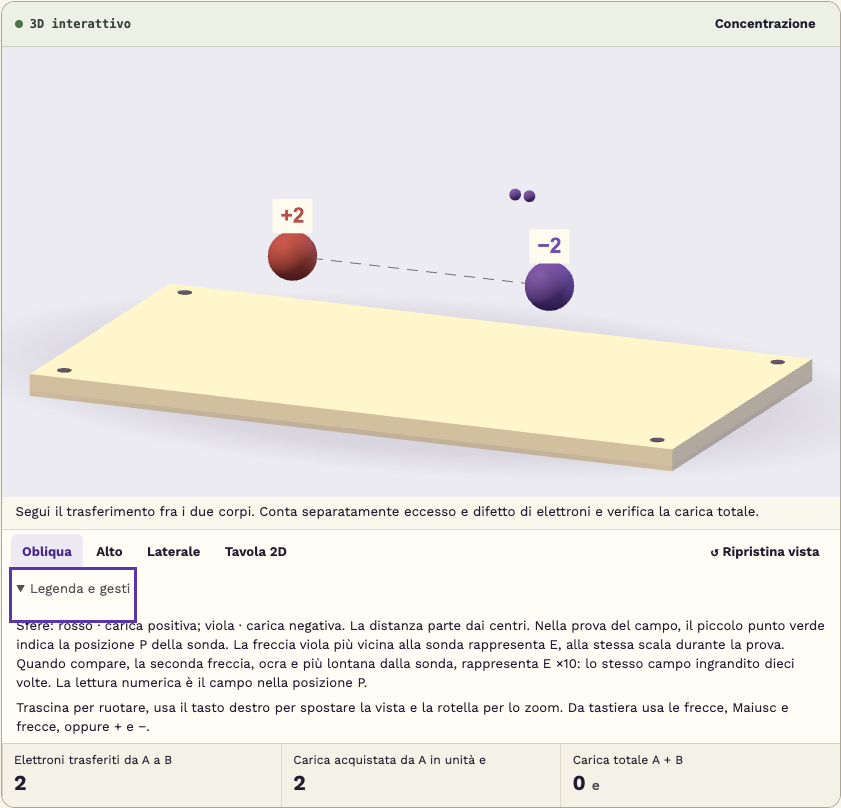 3D interattivo
Concentrazione
+2
−2
Segui il trasferimento fra i due corpi. Conta separatamente eccesso e difetto di elettroni e verifica la carica totale.
Obliqua Alto Laterale Tavola 2D
↺ Ripristina vista
▼ Legenda e gesti
Sfere: rosso · carica positiva; viola · carica negativa. La distanza parte dai centri. Nella prova del campo, il piccolo punto verde
indica la posizione P della sonda. La freccia viola più vicina alla sonda rappresenta E, alla stessa scala durante la prova.
Quando compare, la seconda freccia, ocra e più lontana dalla sonda, rappresenta E ×10: lo stesso campo ingrandito dieci
volte. La lettura numerica è il campo nella posizione P.
Trascina per ruotare, usa il tasto destro per spostare la vista e la rotella per lo zoom. Da tastiera usa le frecce, Maiusc e
frecce, oppure + e −.
Elettroni trasferiti da A a B
2
Carica acquistata da A in unità e
2
Carica totale A + B
0 e